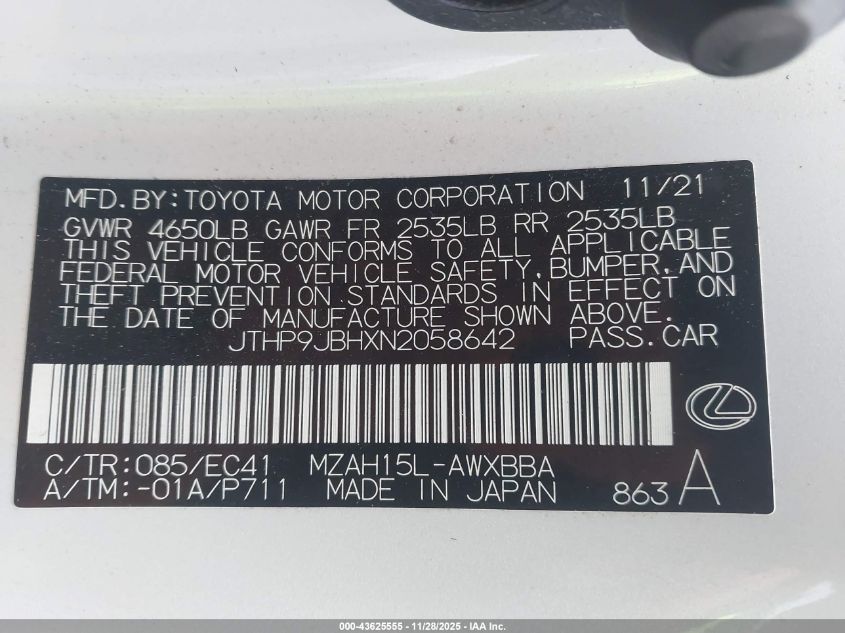 MFD.BY:TOYOTA MOTOR CORPORATION 11/21
GVWR 4650LB GAWR FR 2535LB RR 2535LB
THIS VEHICLE CONFORMS TO ALL APPLICABLE
FEDERAL MOTOR VEHICLE SAFETY,BUMPER,AND
THEFT PREVENTION STANDARDS IN EFFECT ON
THE DATE OF MANUFACTURE SHOWN ABOVE.
JTHP9JBHXN2058642 PASS.CAR
C/TR:085/EC41 MZAH15L-AWXBBA
A/TM:-01A/P711 MADE IN JAPAN 863 A
000-43625555 - 11/28/2025 - IAA Inc.